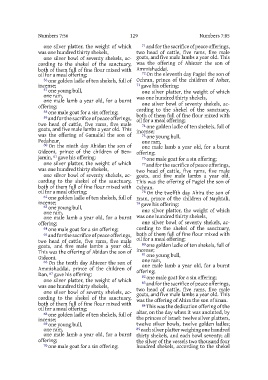 Numbers 7:56
129
Numbers 7:85
one silver platter, the weight of which
was one hundred thirty shekels,
one silver bowl of seventy shekels, ac-
cording to the shekel of the sanctuary,
both of them full of fine flour mixed with
oil for a meal offering;
56 one golden ladle of ten shekels, full of
incense;
57 one young bull,
one ram,
one male lamb a year old, for a burnt
offering;
58 one male goat for a sin offering;
59 and for the sacrifice of peace offerings,
two head of cattle, five rams, five male
goats, and five male lambs a year old. This
was the offering of Gamaliel the son of
Pedahzur.
60 On the ninth day Abidan the son of
Gideoni, prince of the children of Ben-
jamin, 61 gave his offering:
one silver platter, the weight of which
was one hundred thirty shekels,
one silver bowl of seventy shekels, ac-
cording to the shekel of the sanctuary,
both of them full of fine flour mixed with
oil for a meal offering;
62 one golden ladle of ten shekels, full of
incense;
63 one young bull,
one ram,
one male lamb a year old, for a burnt
offering;
64 one male goat for a sin offering;
65 and for the sacrifice of peace offerings,
two head of cattle, five rams, five male
goats, and five male lambs a year old.
This was the offering of Abidan the son of
Gideoni.
66 On the tenth day Ahiezer the son of
Ammishaddai, prince of the children of
Dan, 67 gave his offering:
one silver platter, the weight of which
was one hundred thirty shekels,
one silver bowl of seventy shekels, ac-
cording to the shekel of the sanctuary,
both of them full of fine flour mixed with
oil for a meal offering;
68 one golden ladle of ten shekels, full of
incense;
69 one young bull,
one ram,
one male lamb a year old, for a burnt
offering;
70 one male goat for a sin offering;
71 and for the sacrifice of peace offerings,
two head of cattle, five rams, five male
goats, and five male lambs a year old. This
was the offering of Ahiezer the son of
Ammishaddai.
72 On the eleventh day Pagiel the son of
Ochran, prince of the children of Asher,
73 gave his offering:
one silver platter, the weight of which
was one hundred thirty shekels,
one silver bowl of seventy shekels, ac-
cording to the shekel of the sanctuary,
both of them full of fine flour mixed with
oil for a meal offering;
74 one golden ladle of ten shekels, full of
incense;
75 one young bull,
one ram,
one male lamb a year old, for a burnt
offering;
76 one male goat for a sin offering;
77 and for the sacrifice of peace offerings,
two head of cattle, five rams, five male
goats, and five male lambs a year old.
This was the offering of Pagiel the son of
Ochran.
78 On the twelfth day Ahira the son of
Enan, prince of the children of Naphtali,
79 gave his offering:
one silver platter, the weight of which
was one hundred thirty shekels,
one silver bowl of seventy shekels, ac-
cording to the shekel of the sanctuary,
both of them full of fine flour mixed with
oil for a meal offering;
80 one golden ladle of ten shekels, full of
incense;
81 one young bull,
one ram,
one male lamb a year old, for a burnt
offering;
82 one male goat for a sin offering;
83 and for the sacrifice of peace offerings,
two head of cattle, five rams, five male
goats, and five male lambs a year old. This
was the offering of Ahira the son of Enan.
84 This was the dedication offering of the
altar, on the day when it was anointed, by
the princes of Israel: twelve silver platters,
twelve silver bowls, twelve golden ladles;
85 each silver platter weighing one hundred
thirty shekels, and each bowl seventy; all
the silver of the vessels two thousand four
hundred shekels, according to the shekel